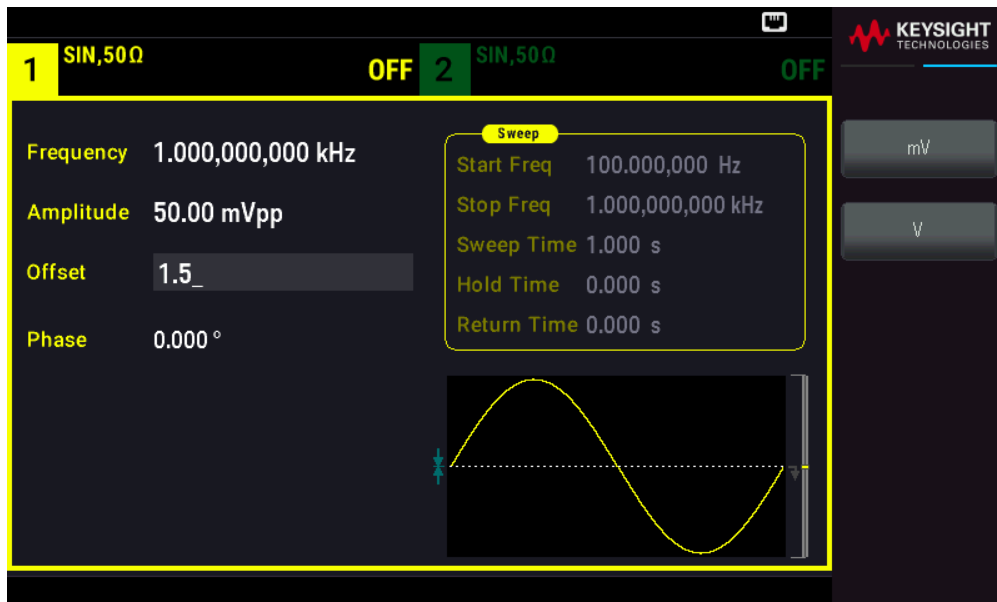 KEYSIGHT
TECHNOLOGIES
1 SIN,50Ω OFF
2 SIN,50Ω OFF
Frequency 1.000,000,000 kHz
Amplitude 50.00 mVpp
Offset 1.5_
Phase 0.000 °
Sweep
Start Freq 100.000,000 Hz
Stop Freq 1.000,000,000 kHz
Sweep Time 1.000 s
Hold Time 0.000 s
Return Time 0.000 s
mV
V